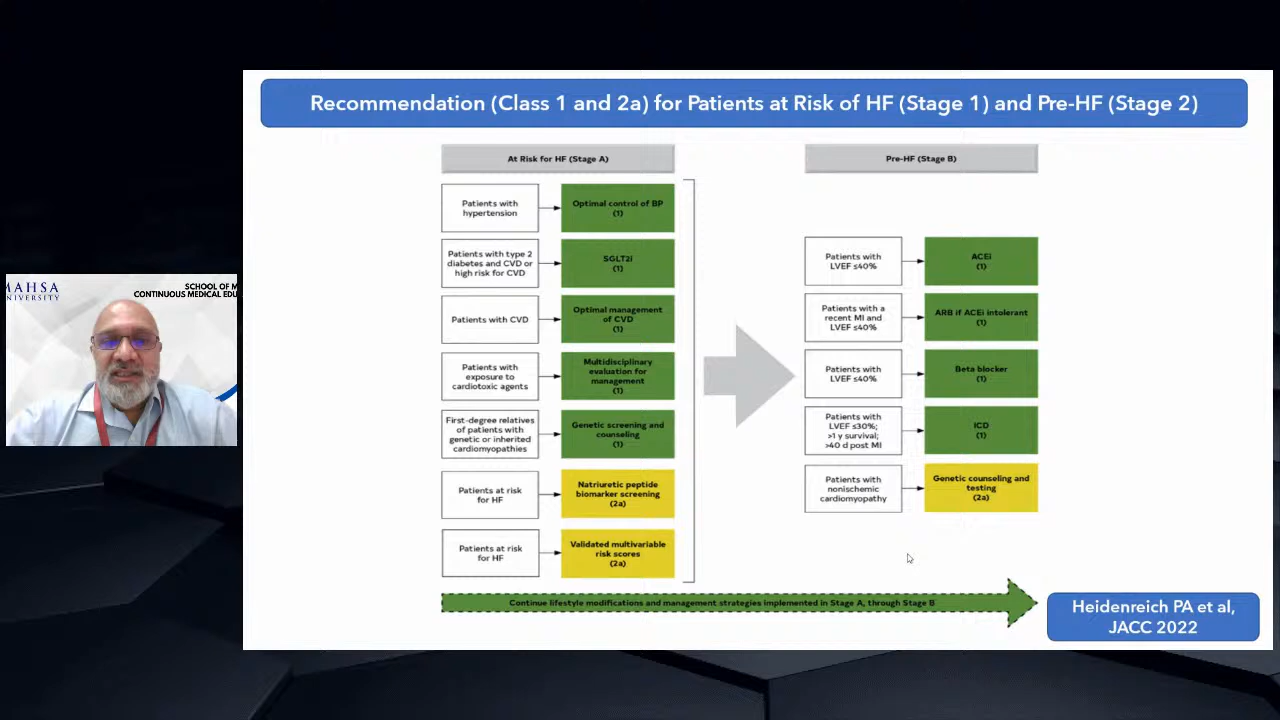 Recommendation (Class 1 and 2a) for Patients at Risk of HF (Stage 1) and Pre-HF (Stage 2)
At Risk for HF (Stage A)
Patients with
hypertension
Optimal control of BP
(1)
Patients with type 2
diabetes and CVD or
high risk for CVD
SGLT2i
(1)
Patients with CVD
Optimal management
of CVD
(1)
Patients with
exposure to
cardiotoxic agents
Multidisciplinary
evaluation for
management
(1)
First-degree relatives
of patients with
genetic or inherited
cardiomyopathies
Genetic screening and
counseling
(1)
Patients at risk
for HF
Natriuretic peptide
biomarker screening
(2a)
Patients at risk
for HF
Validated multivariable
risk scores
(2a)
Pre-HF (Stage B)
Patients with
LVEF ≤40%
ACEi
(1)
Patients with a
recent MI and
LVEF ≤40%
ARB if ACEi intolerant
(1)
Patients with
LVEF ≤40%
Beta blocker
(1)
Patients with
LVEF ≤30%;
>1 y survival;
>40 d post MI
ICD
(1)
Patients with
nonischemic
cardiomyopathy
Genetic counseling and
testing
(2a)
Continue lifestyle modifications and management strategies implemented in Stage A, through Stage B
Heidenreich PA et al,
JACC 2022
MAHSA
UNIVERSITY
SCHOOL OF M
CONTINUOUS MEDICAL EDU